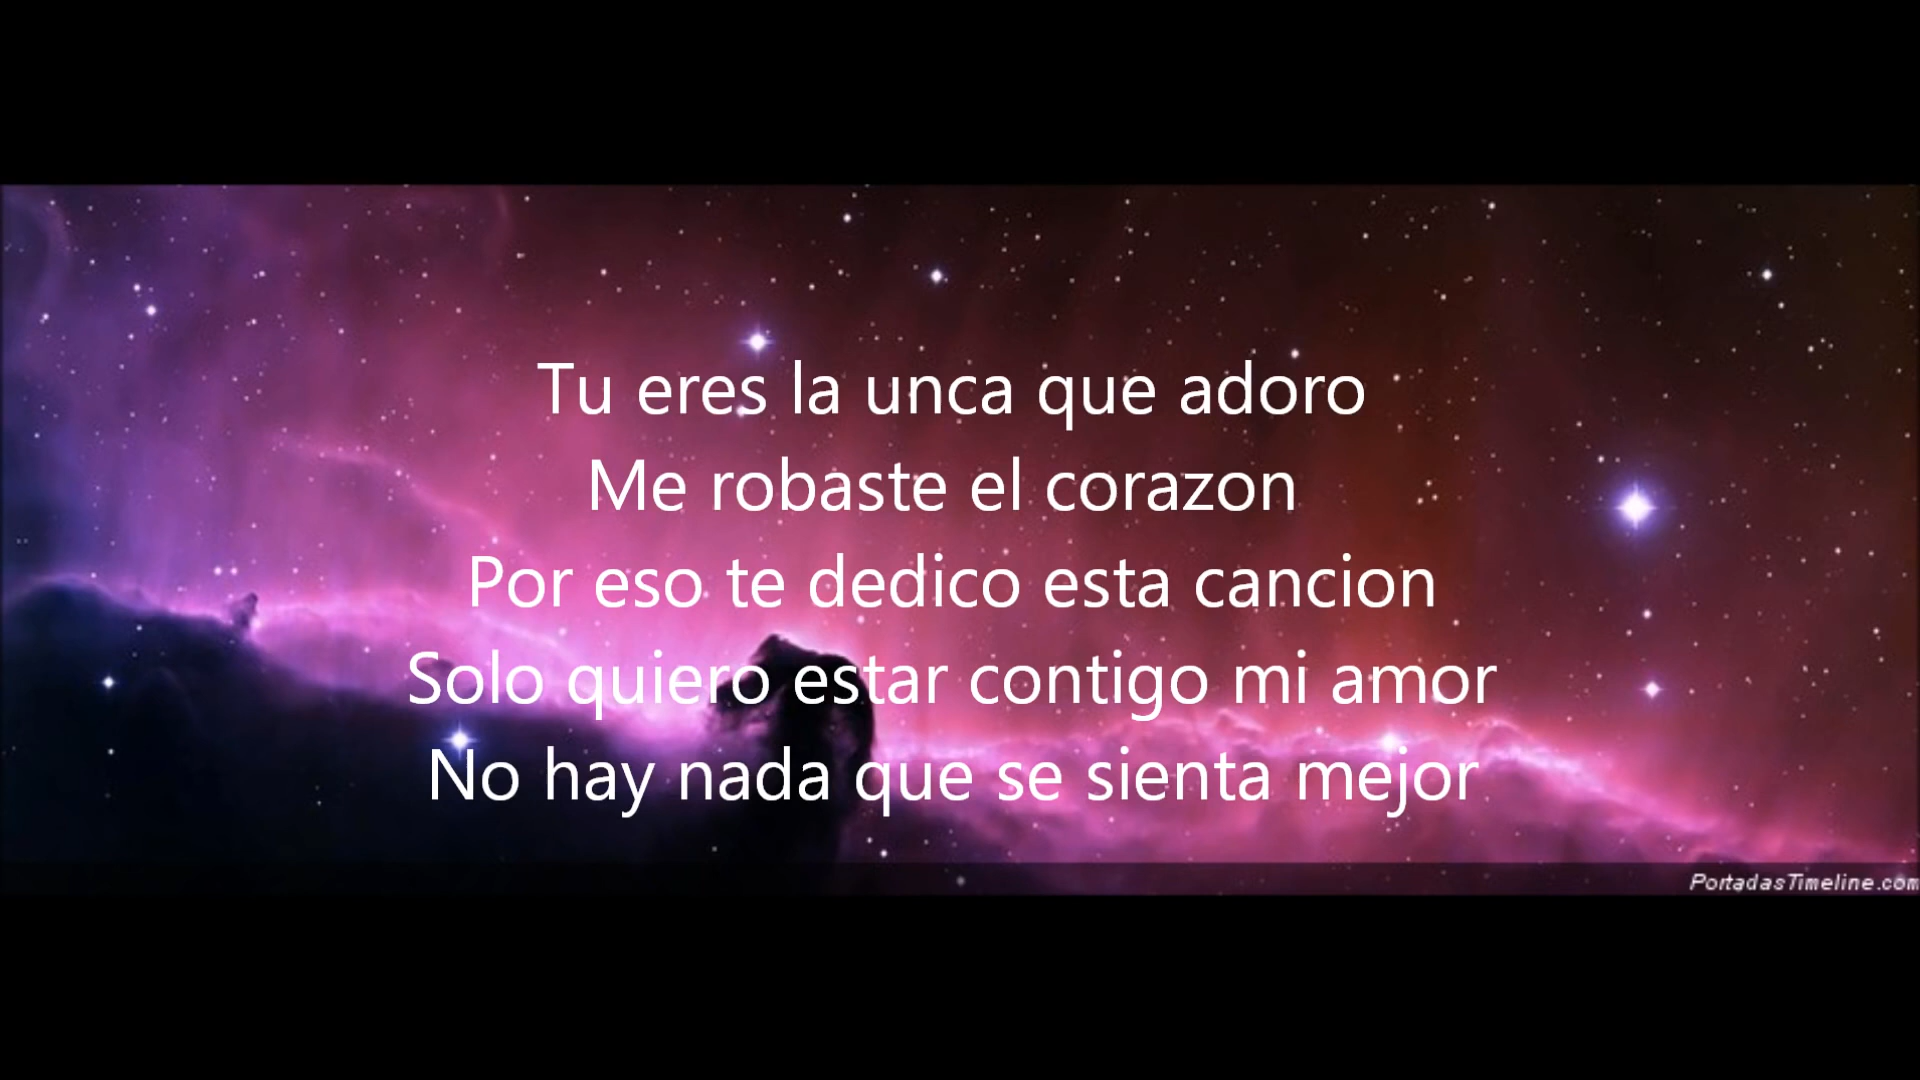 Tu eres la unca que adoro
Me robaste el corazon
Por eso te dedico esta cancion
Solo quiero estar contigo mi amor
No hay nada que se sienta mejor
PortadasTimeline.com